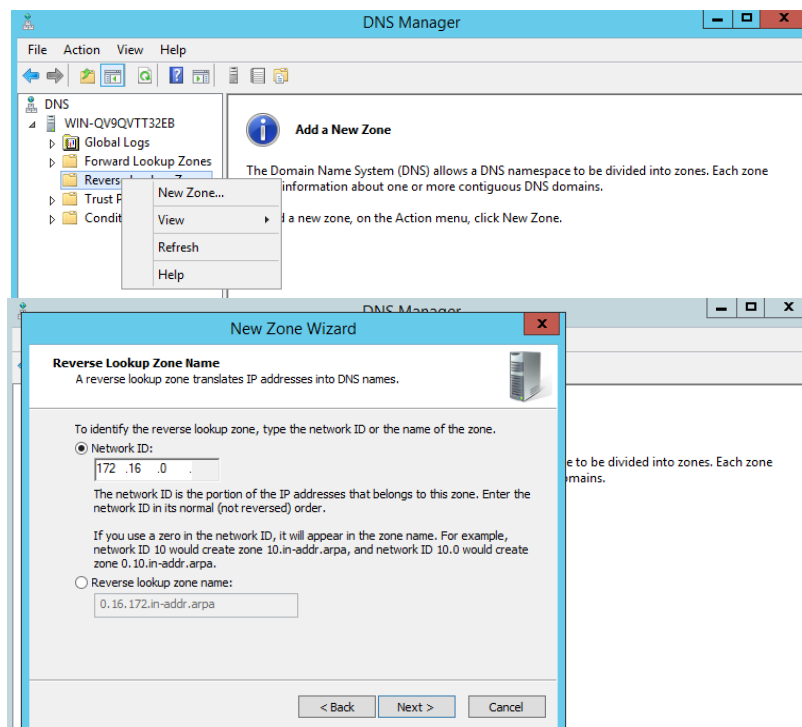 DNS Manager
File Action View Help
DNS
WIN-QV9QVTT32EB
Global Logs
Forward Lookup Zones
Trust
Condit
New Zone...
View
Refresh
Help
Add a New Zone
The Domain Name System (DNS) allows a DNS namespace to be divided into zones. Each zone
information about one or more contiguous DNS domains.
a new zone, on the Action menu, click New Zone.
DNS Manager
New Zone Wizard
Reverse Lookup Zone Name
A reverse lookup zone translates IP addresses into DNS names.
To identify the reverse lookup zone, type the network ID or the name of the zone.
Network ID:
172 .16 .0 .
The network ID is the portion of the IP addresses that belongs to this zone. Enter the
network ID in its normal (not reversed) order.
If you use a zero in the network ID, it will appear in the zone name. For example,
network ID 10 would create zone 10.in-addr.arpa, and network ID 10.0 would create
zone 0.10.in-addr.arpa.
Reverse lookup zone name:
0.16.172.in-addr.arpa
< Back Next > Cancel
e to be divided into zones. Each zone
mains.